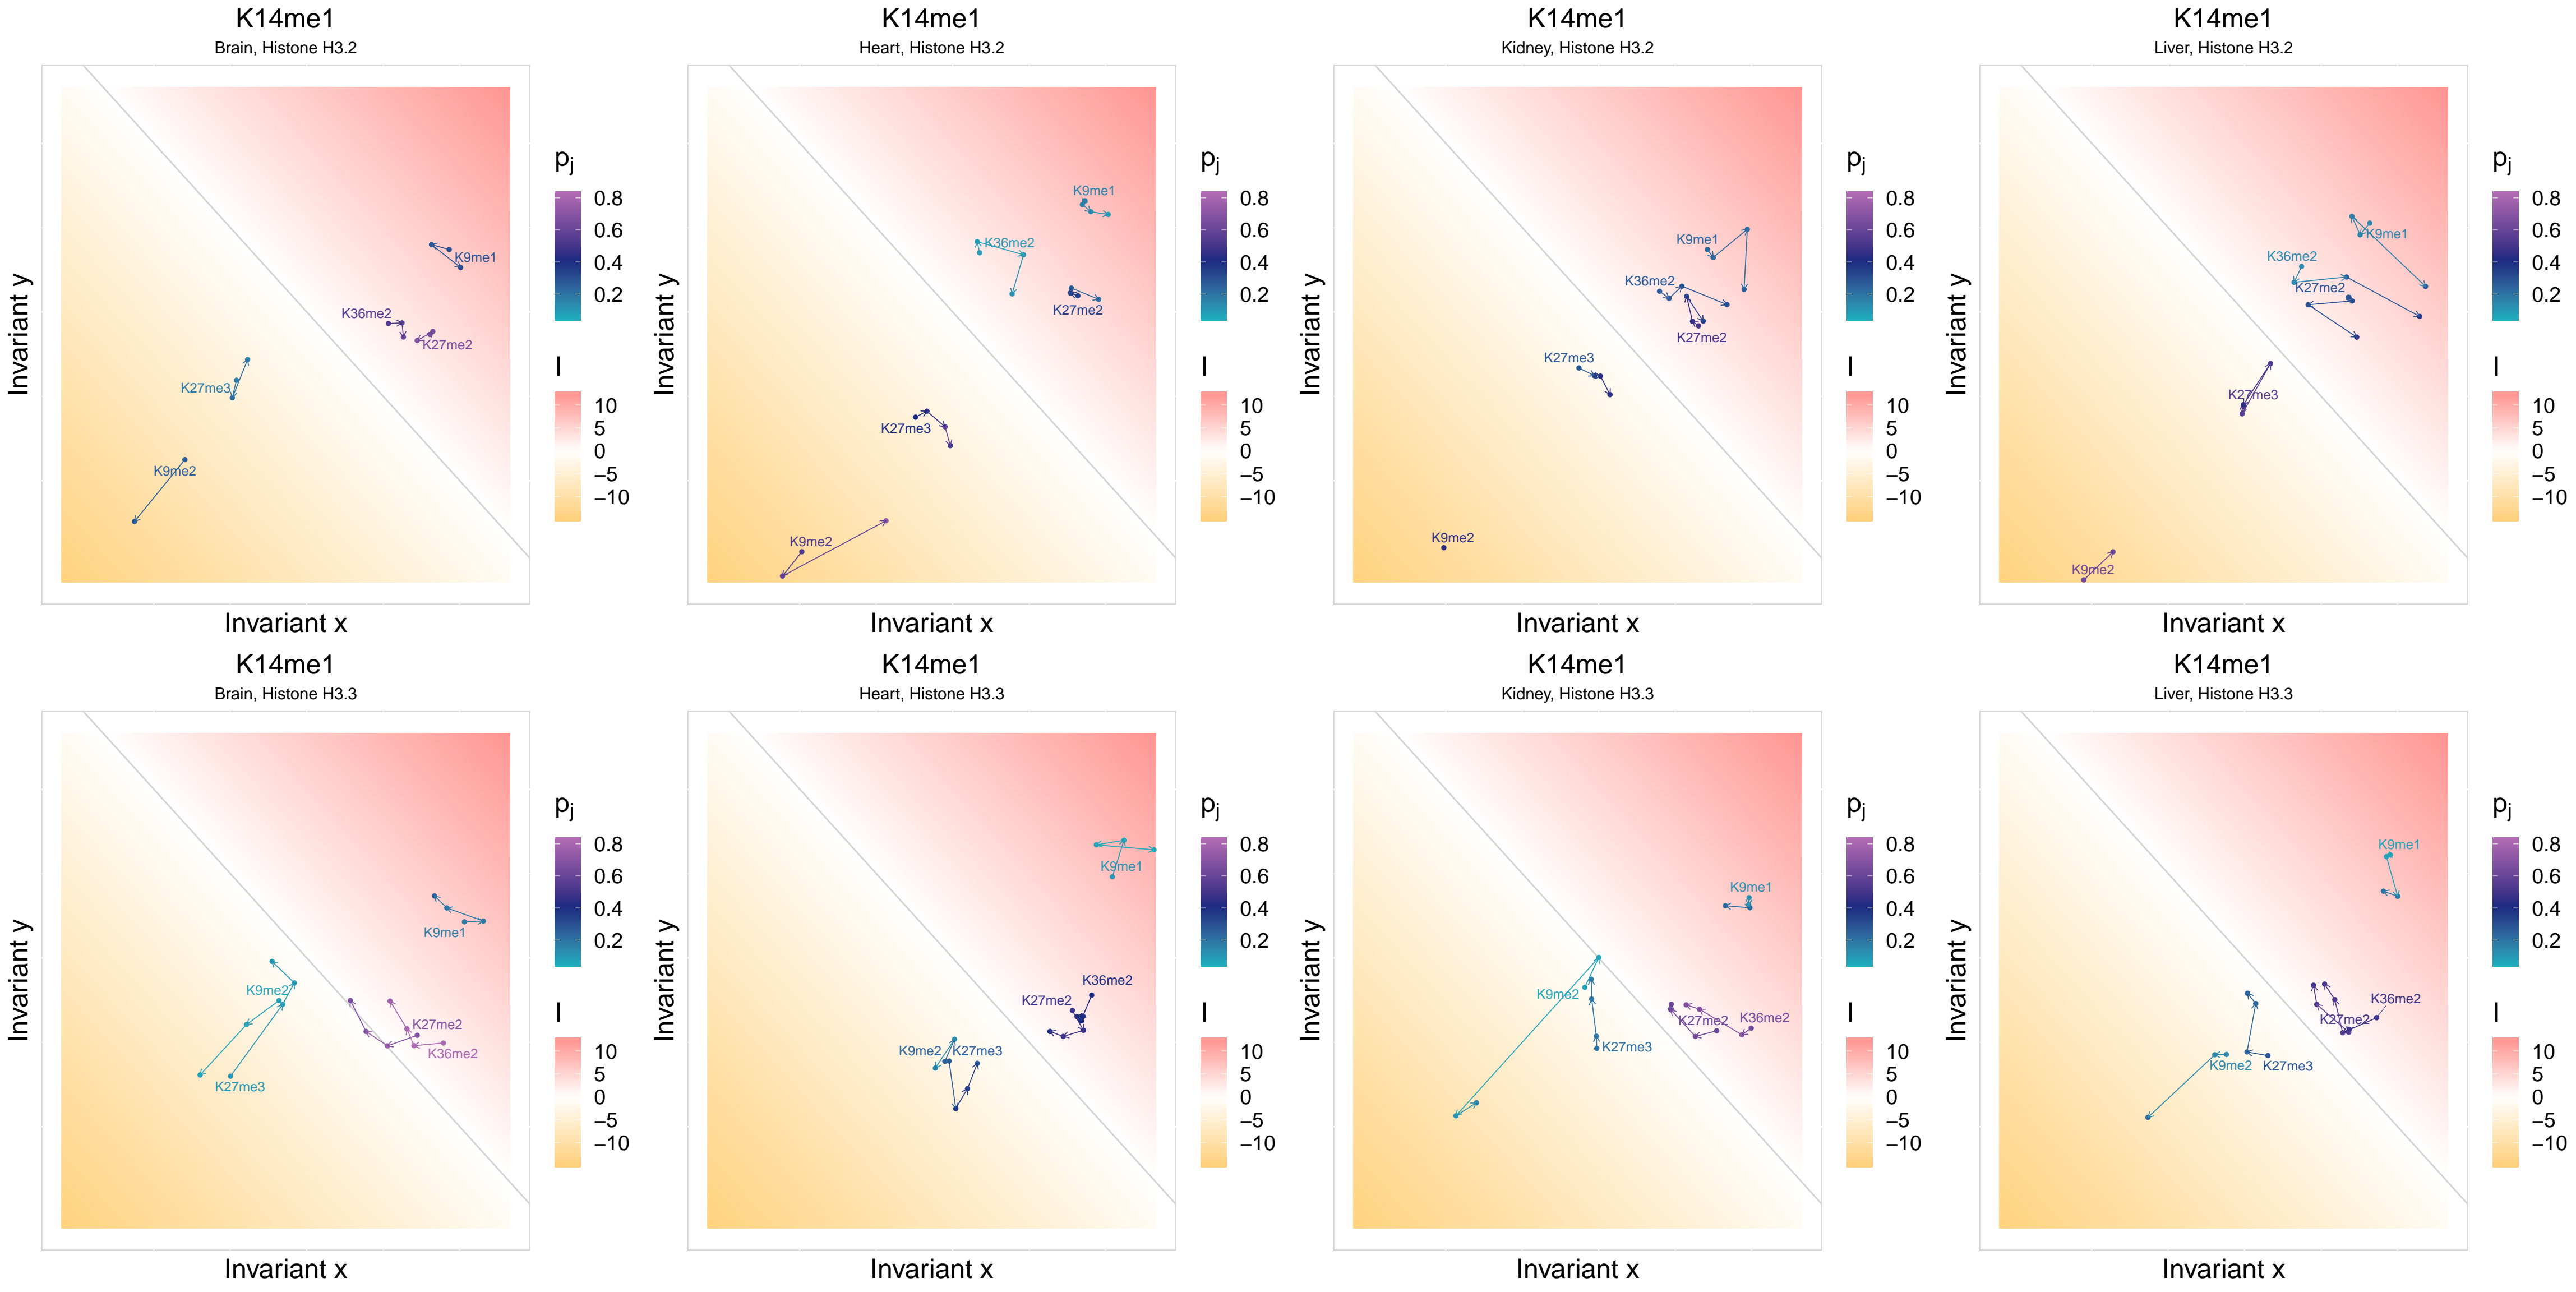 K14me1
Brain, Histone H3.2
Invariant y
Invariant x
K9me1
K36me2
K27me2
K27me3
K9me2
pj
0.8
0.6
0.4
0.2
I
10
5
0
−5
−10
K14me1
Heart, Histone H3.2
Invariant y
Invariant x
K9me1
K36me2
K27me2
K27me3
K9me2
pj
0.8
0.6
0.4
0.2
I
10
5
0
−5
−10
K14me1
Kidney, Histone H3.2
Invariant y
Invariant x
K9me1
K36me2
K27me2
K27me3
K9me2
pj
0.8
0.6
0.4
0.2
I
10
5
0
−5
−10
K14me1
Liver, Histone H3.2
Invariant y
Invariant x
K9me1
K36me2
K27me2
K27me3
K9me2
pj
0.8
0.6
0.4
0.2
I
10
5
0
−5
−10
K14me1
Brain, Histone H3.3
Invariant y
Invariant x
K9me1
K9me2
K27me2
K36me2
K27me3
pj
0.8
0.6
0.4
0.2
I
10
5
0
−5
−10
K14me1
Heart, Histone H3.3
Invariant y
Invariant x
K9me1
K36me2
K27me2
K9me2
K27me3
pj
0.8
0.6
0.4
0.2
I
10
5
0
−5
−10
K14me1
Kidney, Histone H3.3
Invariant y
Invariant x
K9me1
K9me2
K27me2
K36me2
K27me3
pj
0.8
0.6
0.4
0.2
I
10
5
0
−5
−10
K14me1
Liver, Histone H3.3
Invariant y
Invariant x
K9me1
K36me2
K27me2
K9me2
K27me3
pj
0.8
0.6
0.4
0.2
I
10
5
0
−5
−10